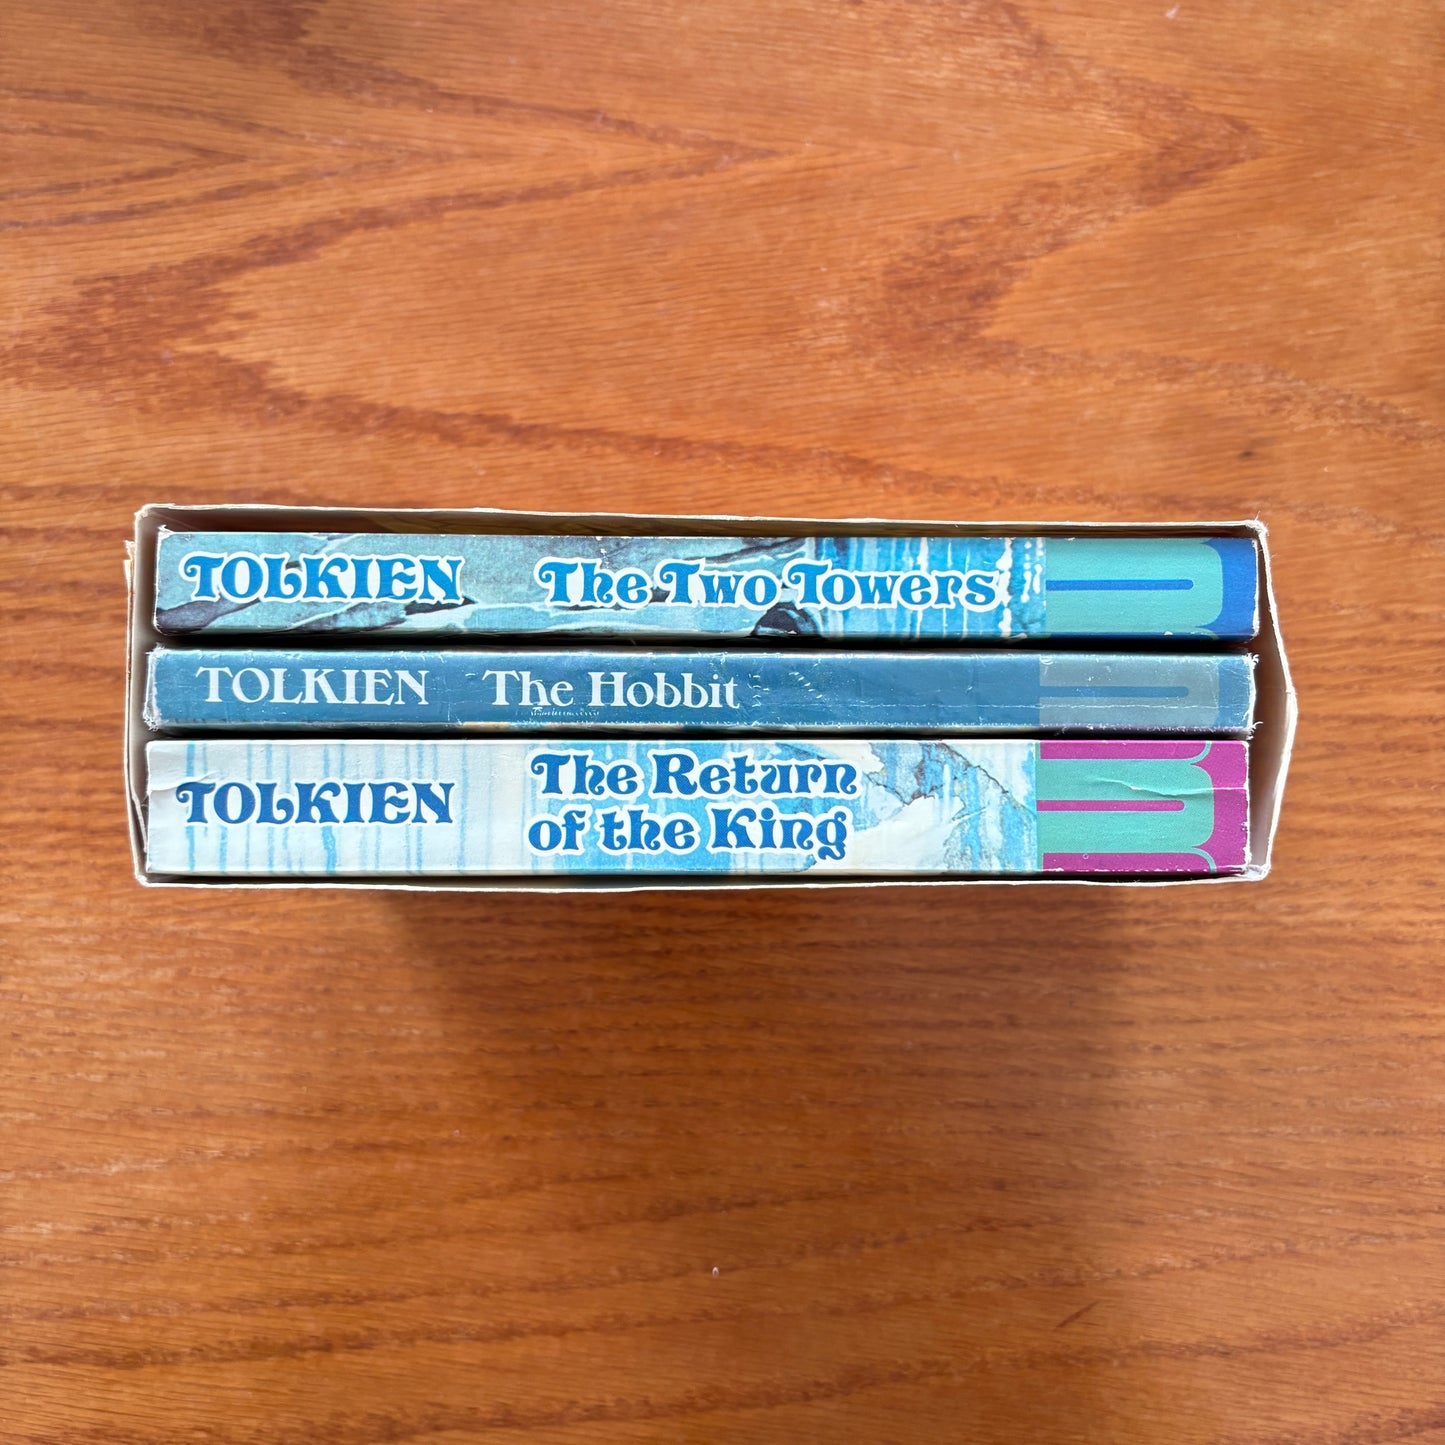 TOLKIEN The Two Towers
TOLKIEN The Hobbit
TOLKIEN The Return
of the King